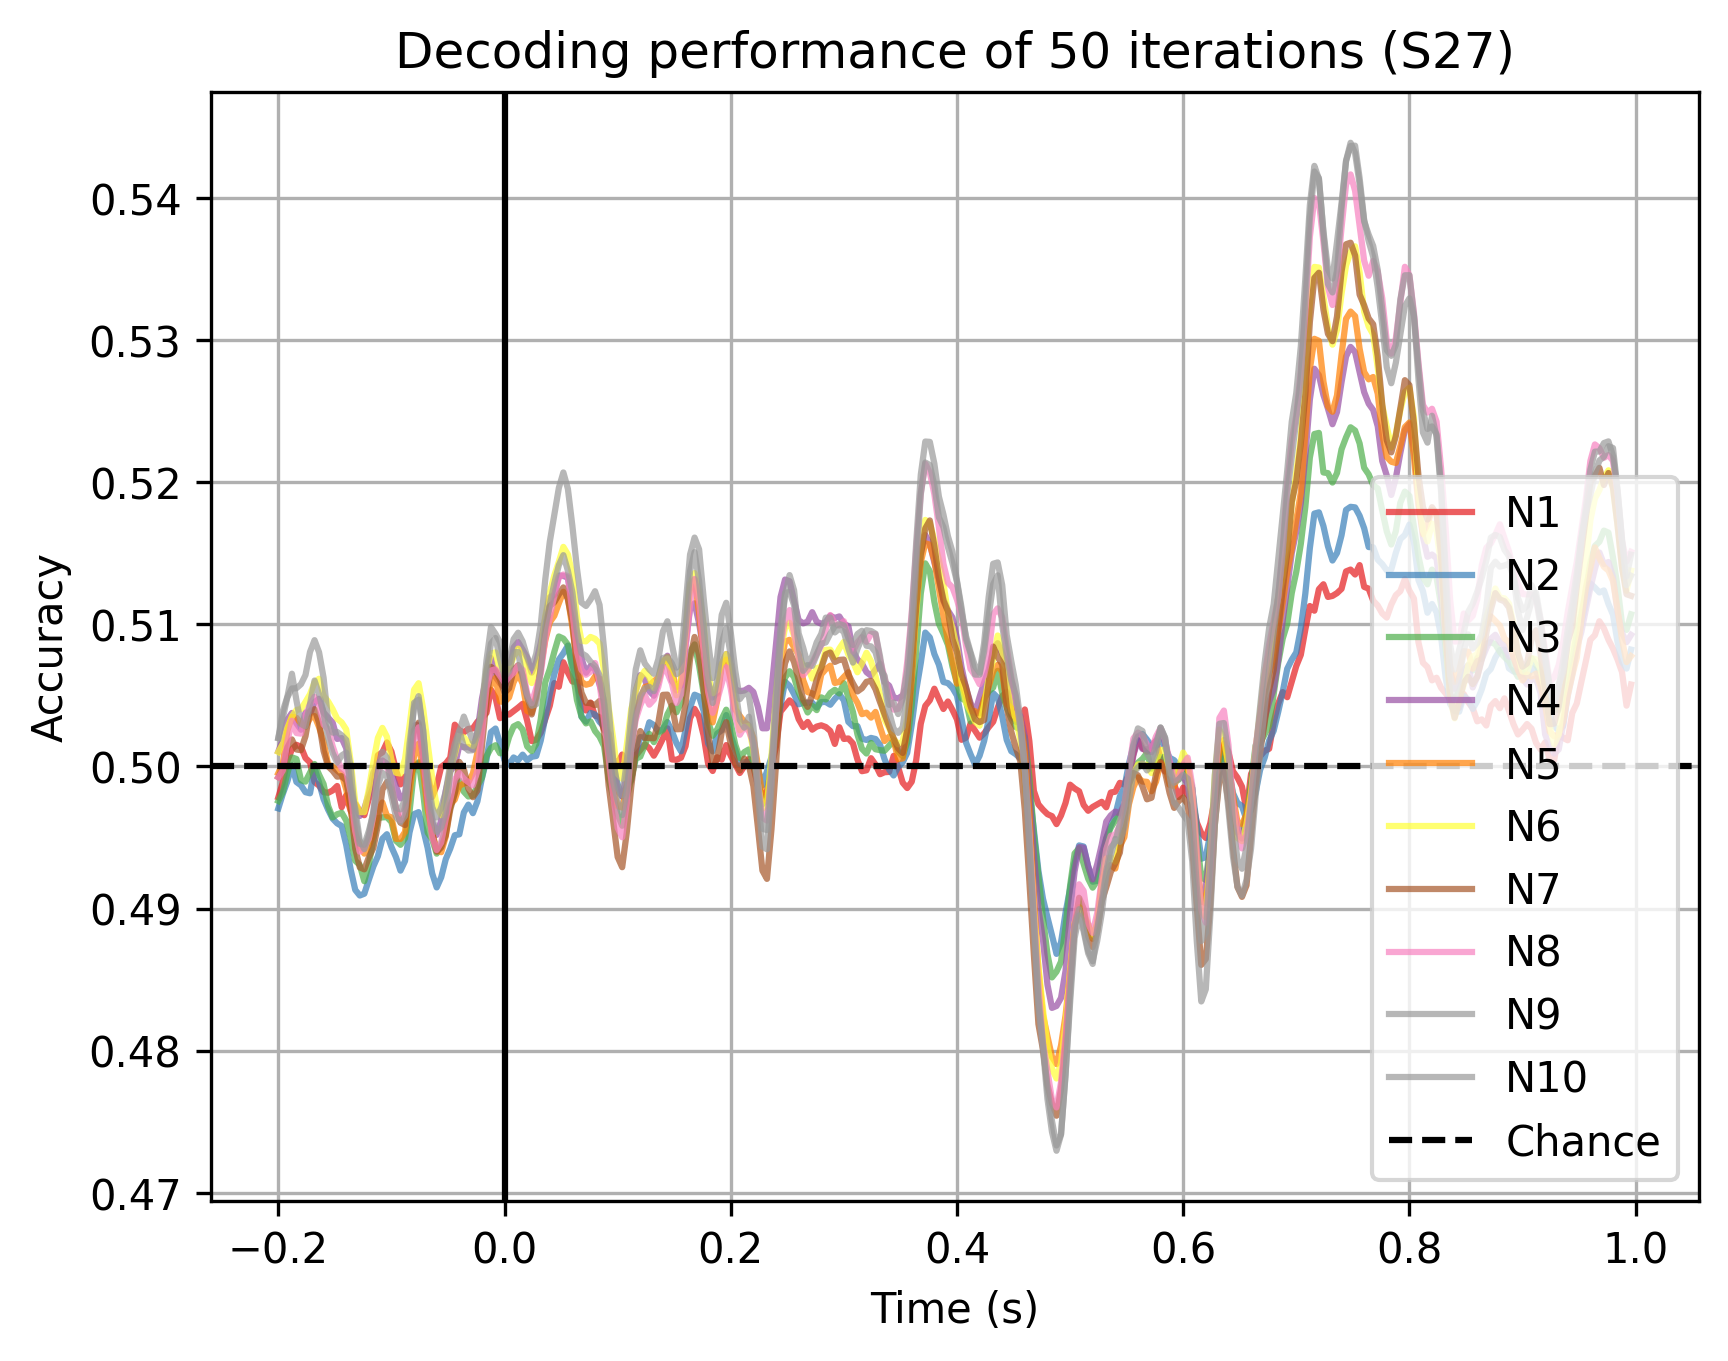 Decoding performance of 50 iterations (S27)
Accuracy
0.54
0.53
0.52
0.51
0.50
0.49
0.48
0.47
−0.2
0.0
0.2
0.4
0.6
0.8
1.0
Time (s)
N1
N2
N3
N4
N5
N6
N7
N8
N9
N10
Chance